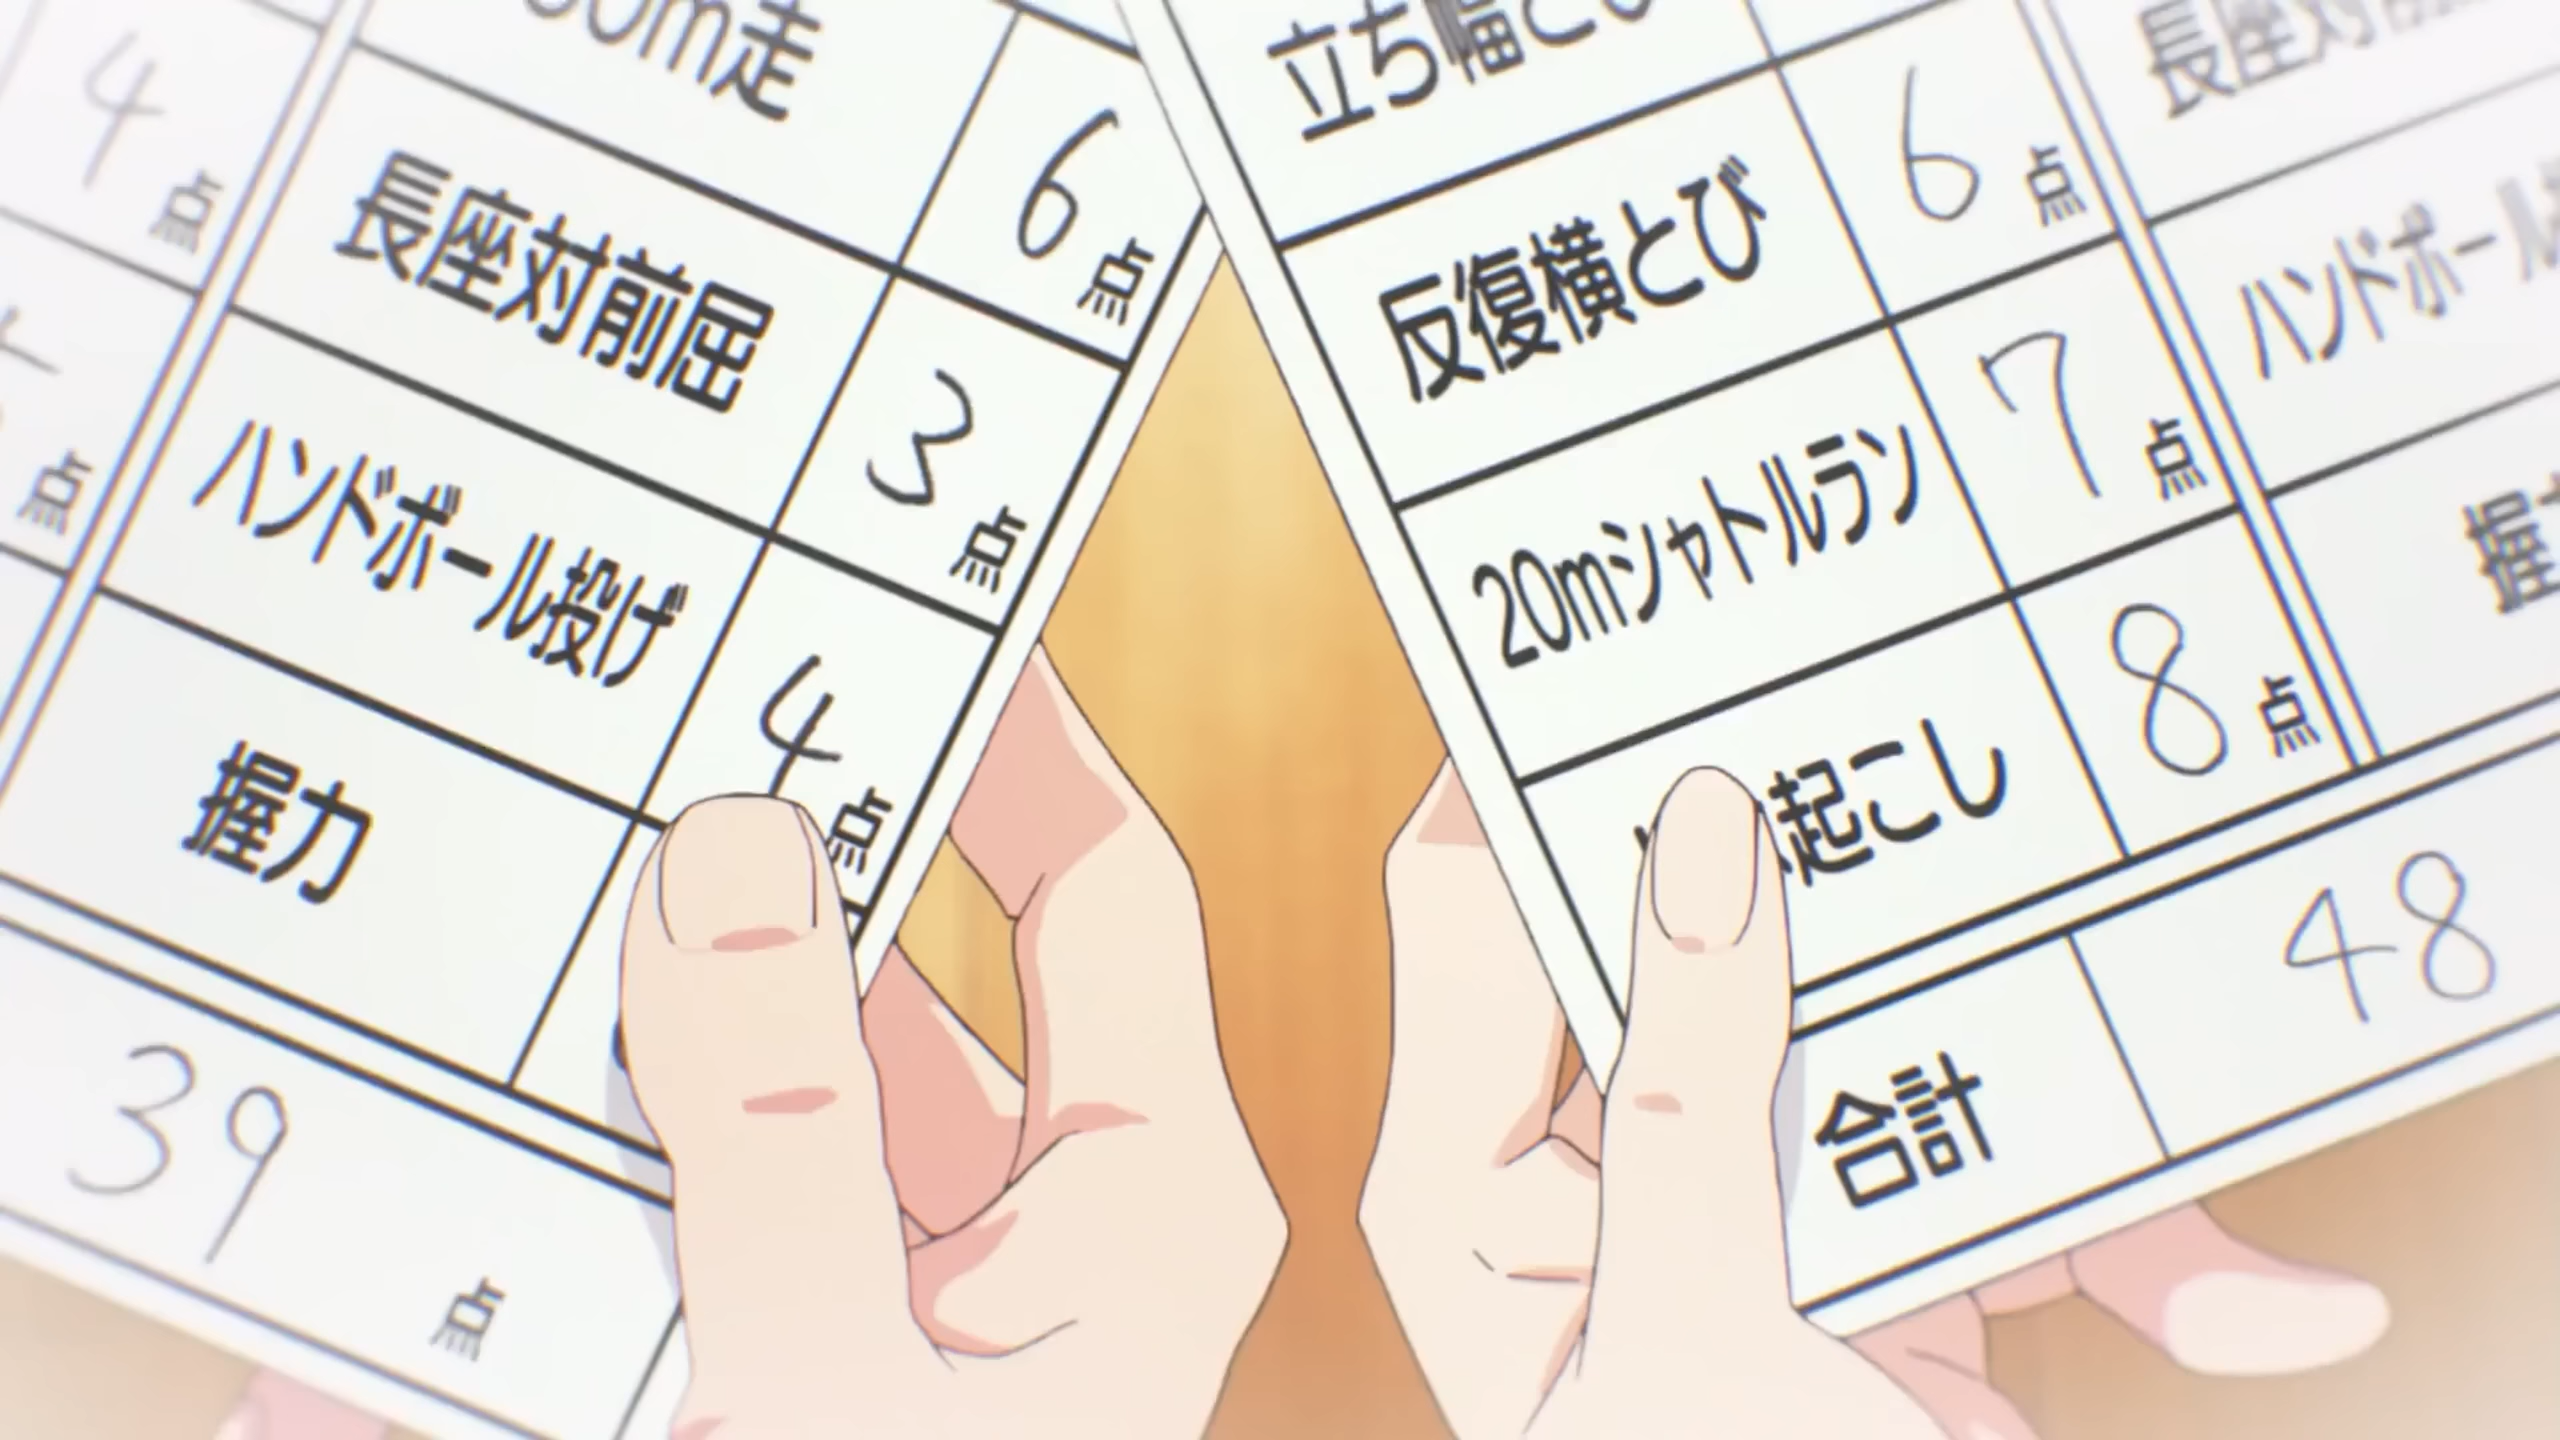 4
点
点
0m走
6
点
長座対前屈
3
点
ハンドボール投げ
4
点
握力
39
点
立ち幅とび
反復横とび
6
点
20mシャトルラン
7
点
起こし
8
点
合計
48
長座対前
ハンドボール
握